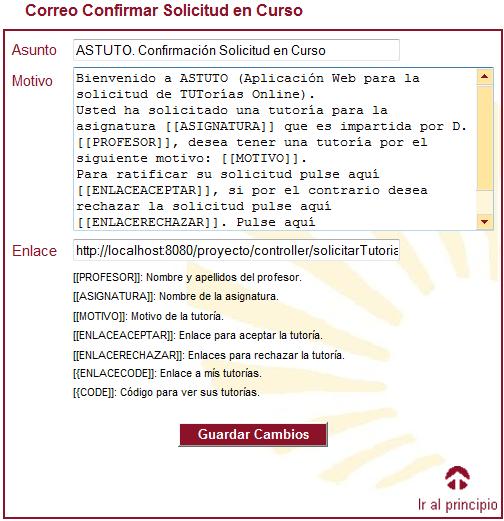 Correo Confirmar Solicitud en Curso
Asunto ASTUTO. Confirmación Solicitud en Curso
Motivo Bienvenido a ASTUTO (Aplicación Web para la
solicitud de TUTorías Online).
Usted ha solicitado una tutoría para la
asignatura [[ASIGNATURA]] que es impartida por D.
[[PROFESOR]], desea tener una tutoría por el
siguiente motivo: [[MOTIVO]].
Para ratificar su solicitud pulse aquí
[[ENLACEACEPTAR]], si por el contrario desea
rechazar la solicitud pulse aquí
[[ENLACERECHAZAR]]. Pulse aquí
Enlace http://localhost:8080/proyecto/controller/solicitarTutoria
[[PROFESOR]]: Nombre y apellidos del profesor.
[[ASIGNATURA]]: Nombre de la asignatura.
[[MOTIVO]]: Motivo de la tutoría.
[[ENLACEACEPTAR]]: Enlace para aceptar la tutoría.
[[ENLACERECHAZAR]]: Enlaces para rechazar la tutoría.
[[ENLACECODE]]: Enlace a mis tutorías.
[[CODE]]: Código para ver sus tutorías.
Guardar Cambios
Ir al principio